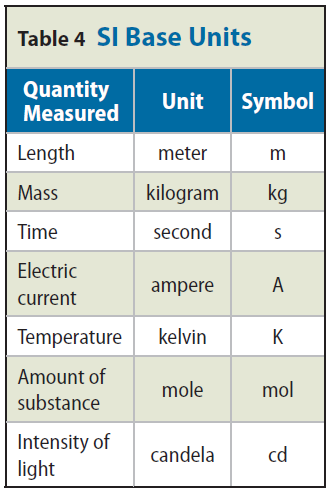 Table 4 SI Base Units
Quantity
Measured
Unit
Symbol
Length
meter
m
Mass
kilogram
kg
Time
second
s
Electric
current
ampere
A
Temperature
kelvin
K
Amount of
substance
mole
mol
Intensity of
light
candela
cd